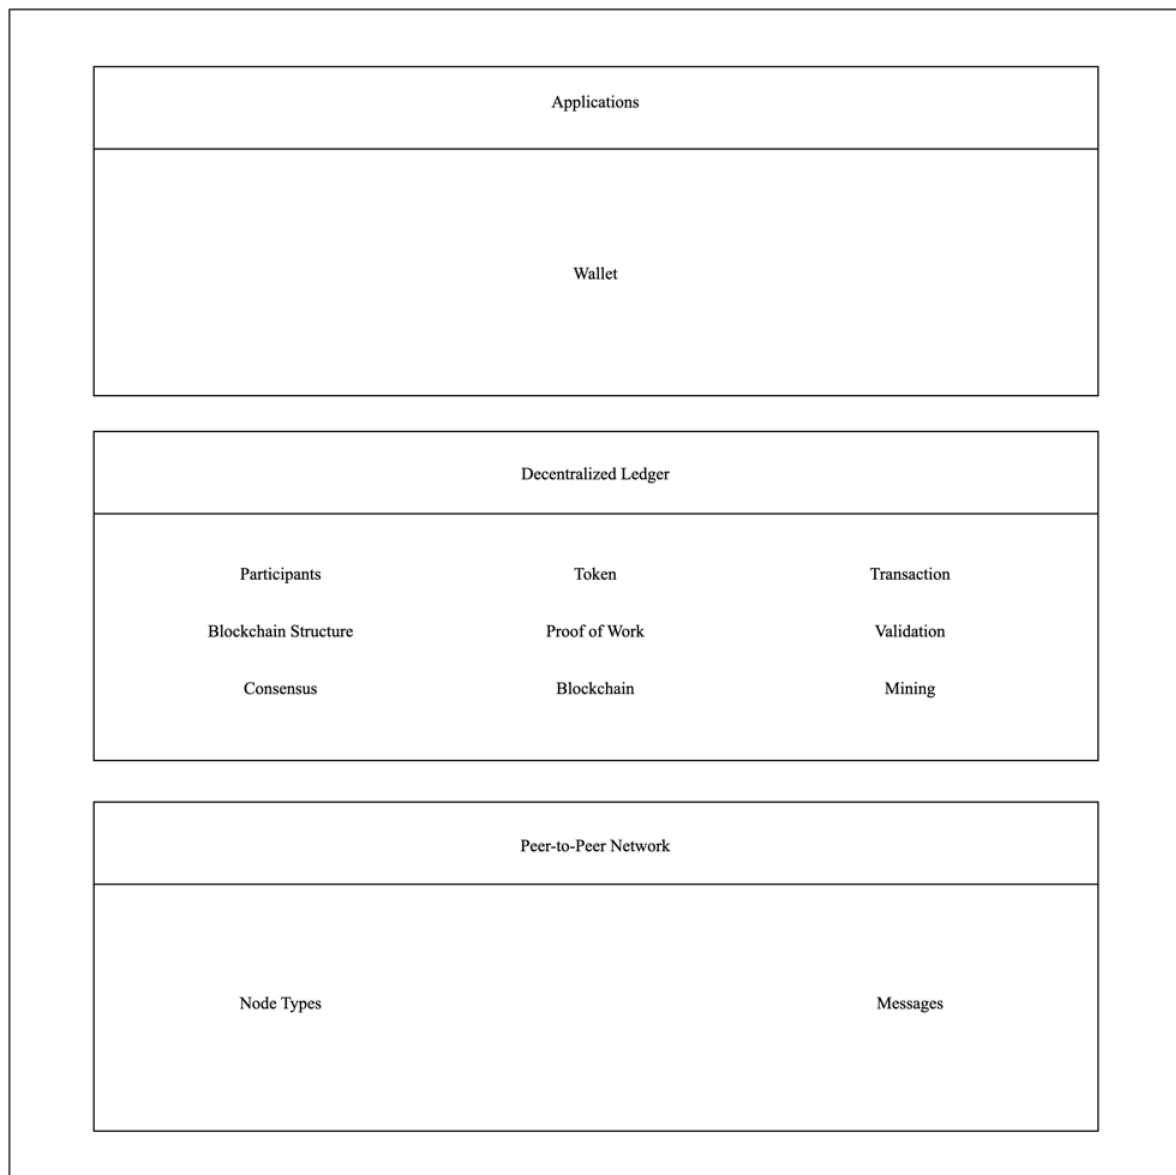 Applications
Wallet
Decentralized Ledger
Participants Token Transaction
Blockchain Structure Proof of Work Validation
Consensus Blockchain Mining
Peer-to-Peer Network
Node Types Messages